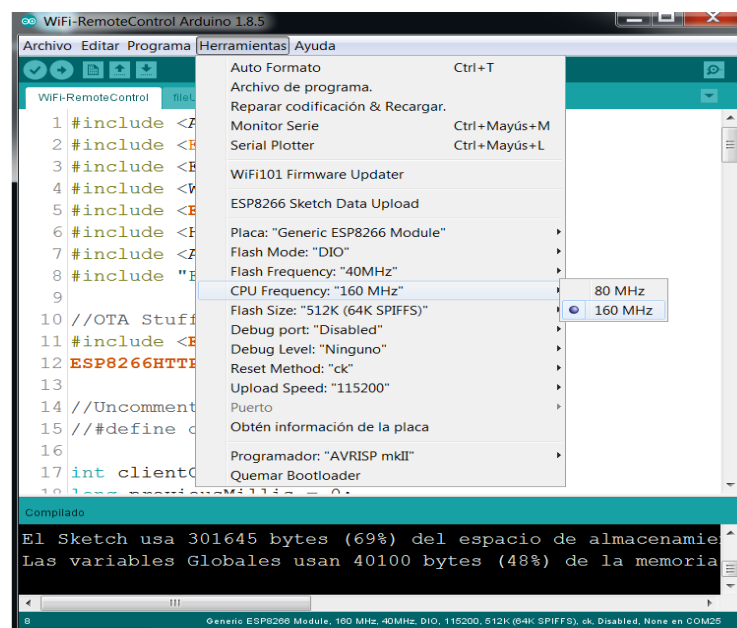 WiFi-RemoteControl Arduino 1.8.5
Archivo Editar Programa Herramientas Ayuda
WiFi-RemoteControl
Auto Formato Ctrl+T
Archivo de programa.
Reparar codificación & Recargar.
Monitor Serie Ctrl+Mayús+M
Serial Plotter Ctrl+Mayús+L
WiFi101 Firmware Updater
ESP8266 Sketch Data Upload
Placa: "Generic ESP8266 Module"
Flash Mode: "DIO"
Flash Frequency: "40MHz"
CPU Frequency: "160 MHz"
80 MHz
160 MHz
Flash Size: "512K (64K SPIFFS)"
Debug port: "Disabled"
Debug Level: "Ninguno"
Reset Method: "ck"
Upload Speed: "115200"
Puerto
Obtén información de la placa
Programador: "AVRISP mkII"
Quemar Bootloader
1 #include <A
2 #include <E
3 #include <E
4 #include <W
5 #include <E
6 #include <H
7 #include <A
8 #include "E
9
10 //OTA Stuff
11 #include <E
12 ESP8266HTTP
13
14 //Uncomment
15 //#define
16
17 int clientC
18 long previousMillis = 0;
Compilado
El Sketch usa 301645 bytes (69%) del espacio de almacenamie
Las variables Globales usan 40100 bytes (48%) de la memoria
8 Generic ESP8266 Module, 160 MHz, 40MHz, DIO, 115200, 512K (64K SPIFFS), ck, Disabled, None en COM25